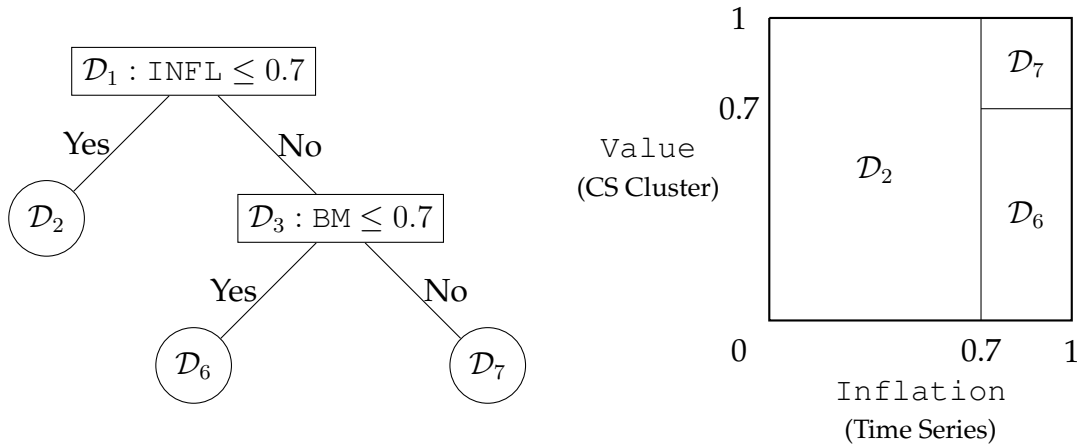 𝒟₁ : INFL ≤ 0.7
Yes
No
𝒟₂
𝒟₃ : BM ≤ 0.7
Yes
No
𝒟₆
𝒟₇
1
0.7
Value
(CS Cluster)
𝒟₂
𝒟₇
𝒟₆
0
0.7
1
Inflation
(Time Series)